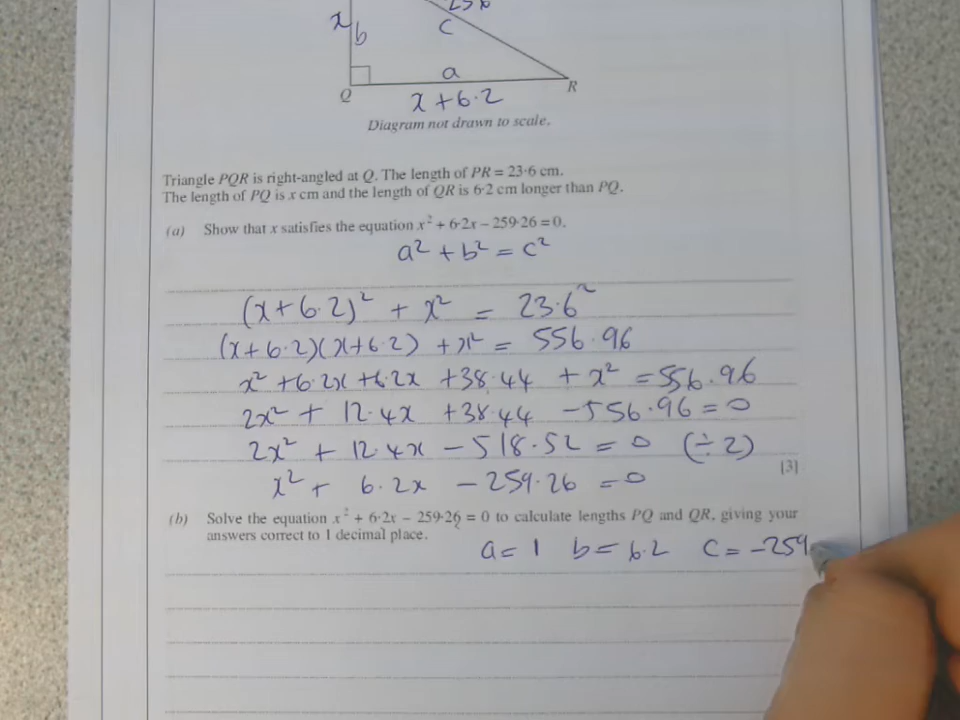 x b c
a
Q R
x + 6·2
Diagram not drawn to scale.
Triangle PQR is right-angled at Q. The length of PR = 23·6 cm.
The length of PQ is x cm and the length of QR is 6·2 cm longer than PQ.
(a) Show that x satisfies the equation x² + 6·2x − 259·26 = 0.
a² + b² = c²
(x + 6.2)² + x² = 23.6²
(x + 6.2)(x + 6.2) + x² = 556.96
x² + 6.2x + 6.2x + 38.44 + x² = 556.96
2x² + 12.4x + 38.44 − 556.96 = 0
2x² + 12.4x − 518.52 = 0 (÷ 2)
x² + 6.2x − 259.26 = 0
[3]
(b) Solve the equation x² + 6·2x − 259·26 = 0 to calculate lengths PQ and QR, giving your
answers correct to 1 decimal place.
a = 1 b = 6.2 c = −259